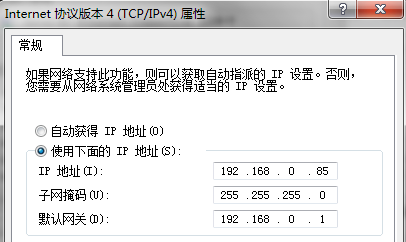 Internet 协议版本 4 (TCP/IPv4) 属性
常规
如果网络支持此功能，则可以获取自动指派的 IP 设置。否则，
您需要从网络系统管理员处获得适当的 IP 设置。
自动获得 IP 地址(O)
使用下面的 IP 地址(S):
IP 地址(I): 192 .168 . 0 . 85
子网掩码(U): 255 .255 .255 . 0
默认网关(D): 192 .168 . 0 . 1